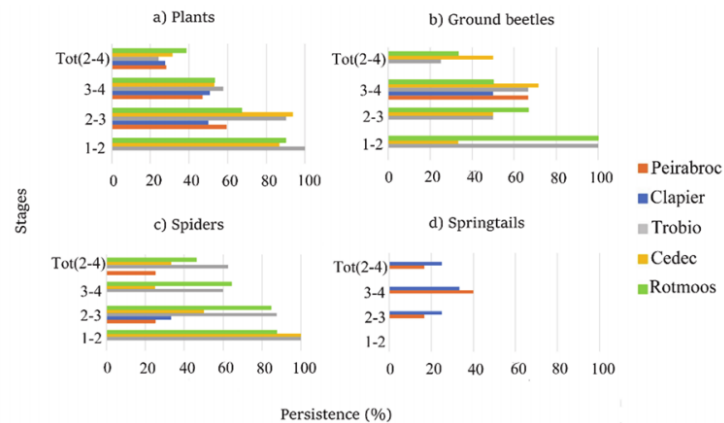 a) Plants
Tot(2-4)
3-4
2-3
1-2
0 20 40 60 80 100
b) Ground beetles
Tot(2-4)
3-4
2-3
1-2
0 20 40 60 80 100
c) Spiders
Tot(2-4)
3-4
2-3
1-2
0 20 40 60 80 100
d) Springtails
Tot(2-4)
3-4
2-3
1-2
0 20 40 60 80 100
Stages
Persistence (%)
Peirabroc
Clapier
Trobio
Cedec
Rotmoos